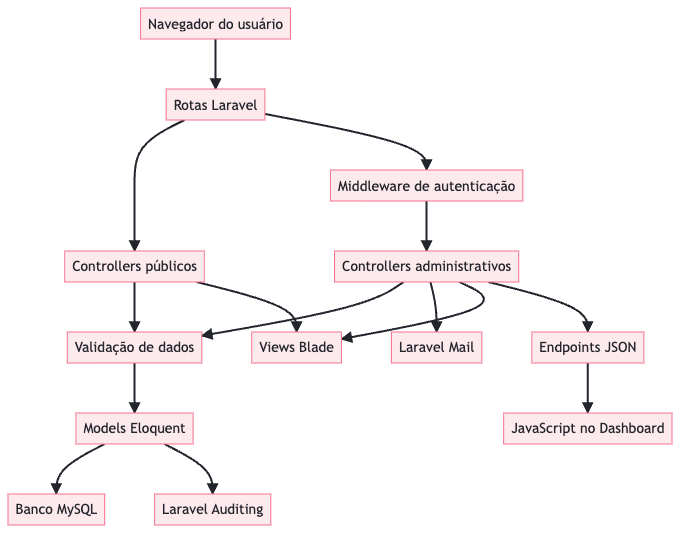 Navegador do usuário
Rotas Laravel
Middleware de autenticação
Controllers públicos
Controllers administrativos
Validação de dados
Views Blade
Laravel Mail
Endpoints JSON
Models Eloquent
JavaScript no Dashboard
Banco MySQL
Laravel Auditing